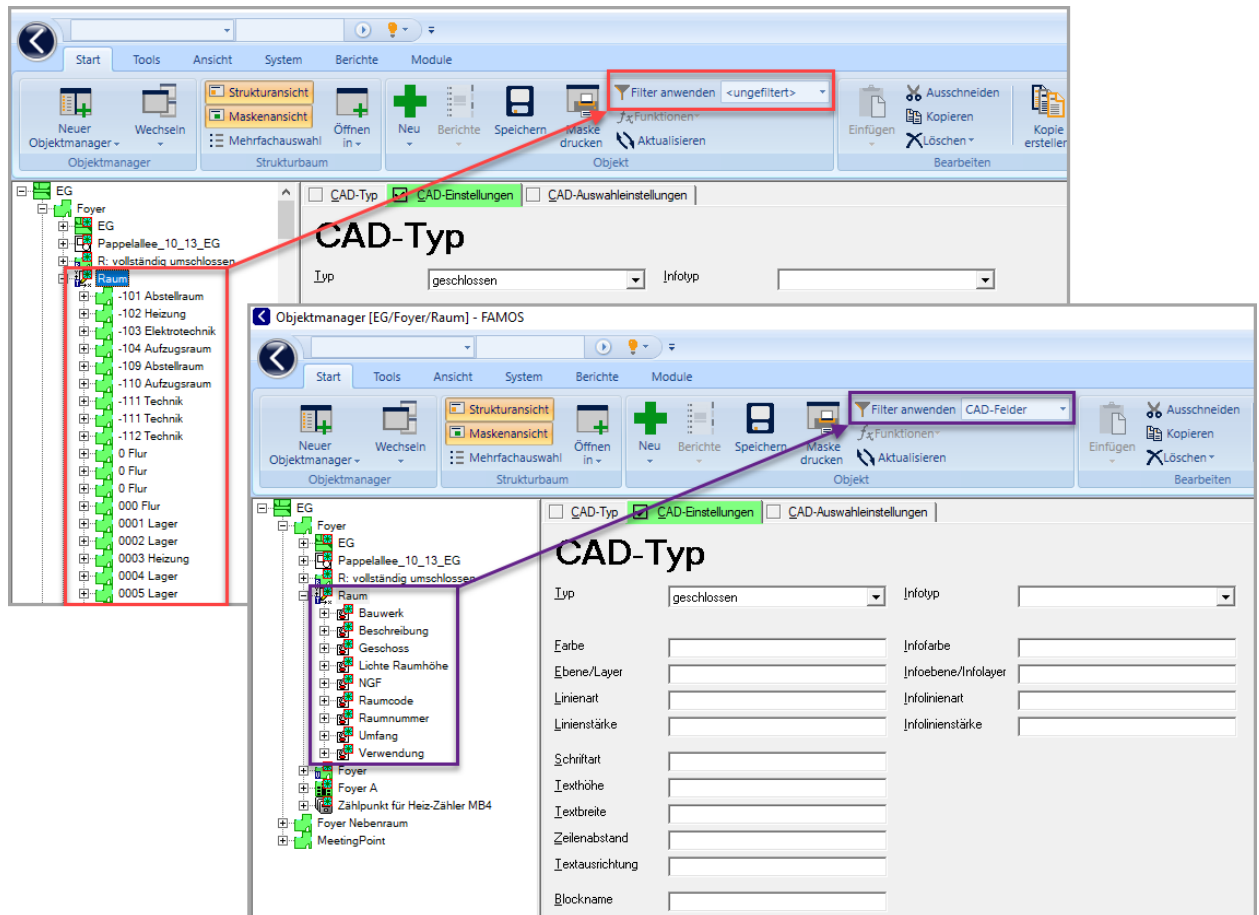 Start Tools Ansicht System Berichte Module
Neuer Objektmanager
Wechseln
Objektmanager
Strukturansicht
Maskenansicht
Mehrfachauswahl
Öffnen in
Strukturbaum
Neu
Berichte
Speichern
Maske drucken
Filter anwenden <ungefiltert>
Funktionen
Aktualisieren
Objekt
Einfügen
Ausschneiden
Kopieren
Löschen
Kopie erstellen
Bearbeiten
EG
Foyer
EG
Pappelallee_10_13_EG
R: vollständig umschlossen
Raum
-101 Abstellraum
-102 Heizung
-103 Elektrotechnik
-104 Aufzugsraum
-109 Abstellraum
-110 Aufzugsraum
-111 Technik
-111 Technik
-112 Technik
0 Flur
0 Flur
0 Flur
000 Flur
0001 Lager
0002 Lager
0003 Heizung
0004 Lager
0005 Lager
CAD-Typ CAD-Einstellungen CAD-Auswahleinstellungen
CAD-Typ
Typ geschlossen Infotyp
Objektmanager [EG/Foyer/Raum] - FAMOS
Start Tools Ansicht System Berichte Module
Neuer Objektmanager
Wechseln
Objektmanager
Strukturansicht
Maskenansicht
Mehrfachauswahl
Öffnen in
Strukturbaum
Neu
Berichte
Speichern
Maske drucken
Filter anwenden CAD-Felder
Funktionen
Aktualisieren
Objekt
Einfügen
Ausschneiden
Kopieren
Löschen
Bearbeiten
EG
Foyer
EG
Pappelallee_10_13_EG
R: vollständig umschlossen
Raum
Bauwerk
Beschreibung
Geschoss
Lichte Raumhöhe
NGF
Raumcode
Raumnummer
Umfang
Verwendung
Foyer
Foyer A
Zählpunkt für Heiz-Zähler MB4
Foyer Nebenraum
MeetingPoint
CAD-Typ CAD-Einstellungen CAD-Auswahleinstellungen
CAD-Typ
Typ geschlossen Infotyp
Farbe Infofarbe
Ebene/Layer Infoebene/Infolayer
Linienart Infolinienart
Linienstärke Infolinienstärke
Schriftart
Texthöhe
Textbreite
Zeilenabstand
Textausrichtung
Blockname